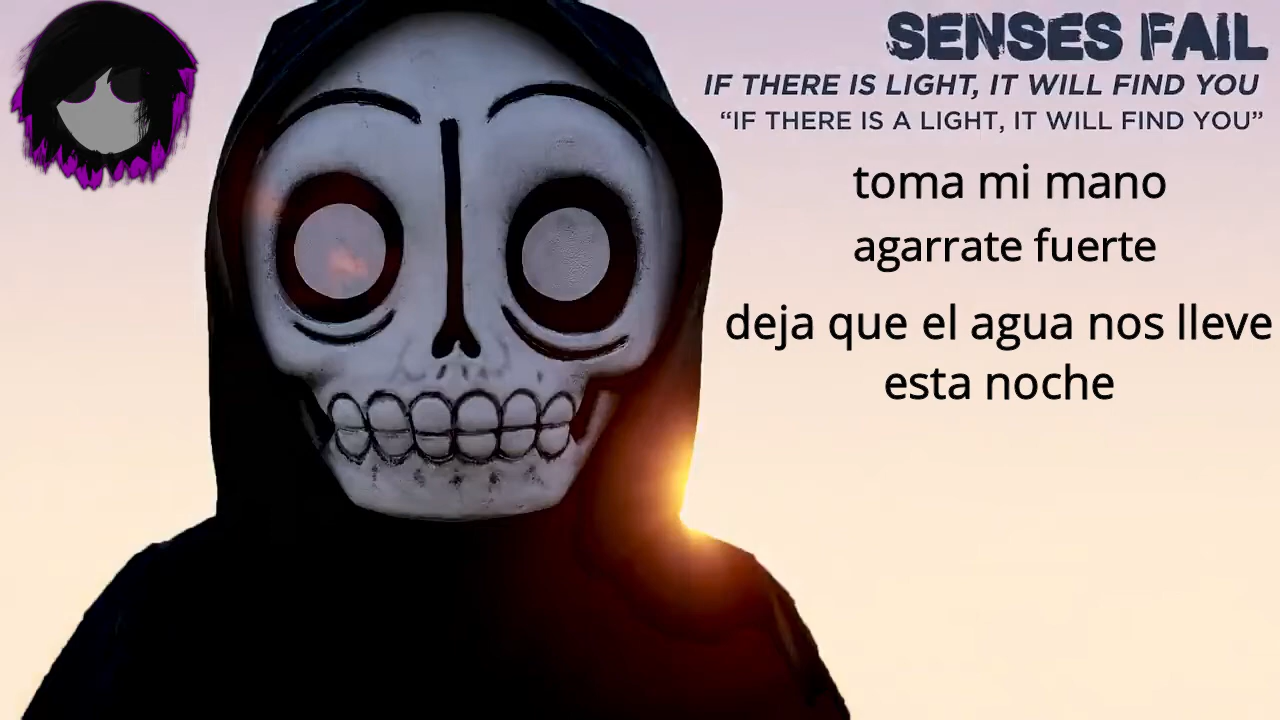 SENSES FAIL
IF THERE IS LIGHT, IT WILL FIND YOU
“IF THERE IS A LIGHT, IT WILL FIND YOU”
toma mi mano
agarrate fuerte
deja que el agua nos lleve
esta noche